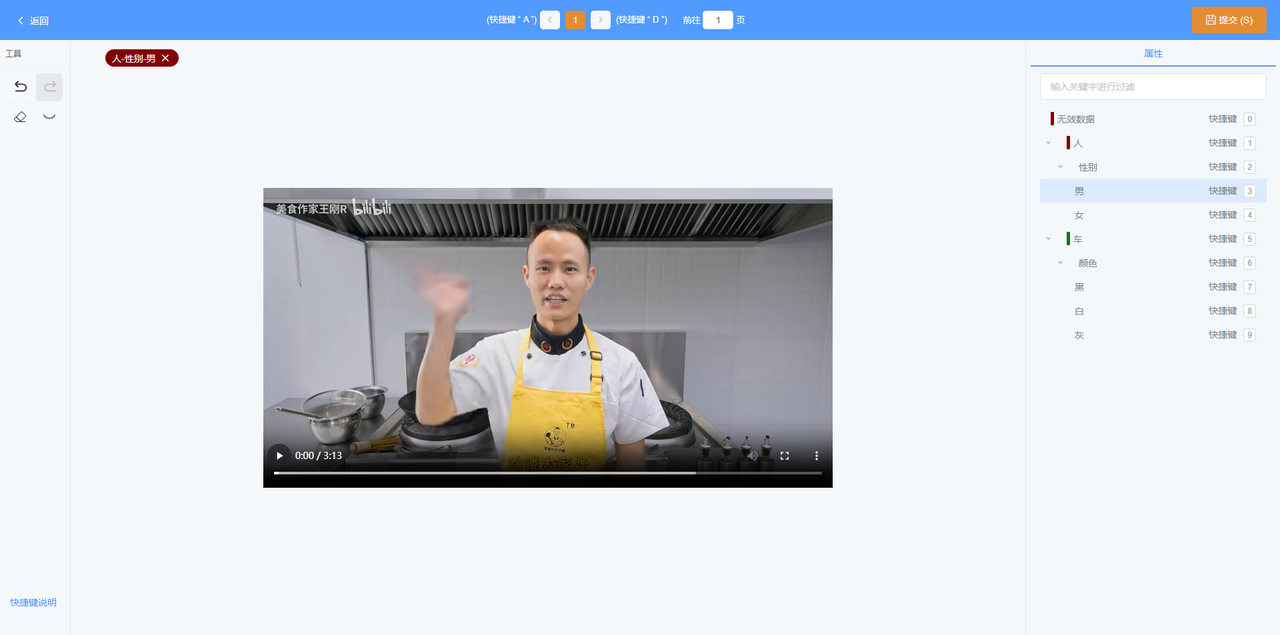 返回
(快捷键 " A ")
1
(快捷键 " D ")
前往 1 页
提交 (S)
工具
人-性别-男
属性
输入关键字进行过滤
无效数据 快捷键 0
人 快捷键 1
性别 快捷键 2
男 快捷键 3
女 快捷键 4
车 快捷键 5
颜色 快捷键 6
黑 快捷键 7
白 快捷键 8
灰 快捷键 9
美食作家王刚R bilibili
TM
0:00 / 3:13
快捷键说明